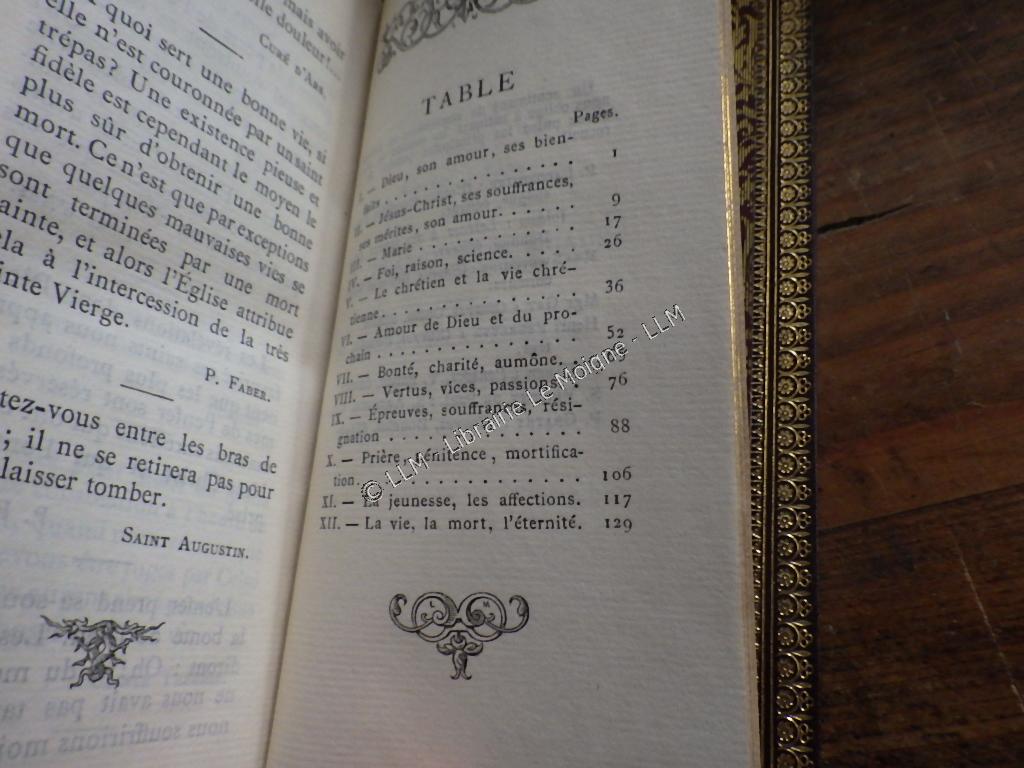 mais avoir
elle douleur!...
CURÉ D'ARS.
A quoi sert une bonne vie, si
elle n'est couronnée par un saint
trépas? Une existence pieuse et
fidèle est cependant le moyen le
plus sûr d'obtenir une bonne
mort. Ce n'est que par exceptions
que quelques mauvaises vies se
sont terminées par une mort
sainte, et alors l'Église attribue
cela à l'intercession de la très
Sainte Vierge.
P. FABER.
tez-vous entre les bras de
; il ne se retirera pas pour
laisser tomber.
SAINT AUGUSTIN.
TABLE
Pages.
I. — Dieu, son amour, ses bien-
faits . . . . . . . . . . . . . 1
II. — Jésus-Christ, ses souffrances,
ses mérites, son amour. . . . . . 9
III. — Marie . . . . . . . . . . 17
IV. — Foi, raison, science. . . . . 26
V. — Le chrétien et la vie chré-
tienne. . . . . . . . . . . . . 36
VI. — Amour de Dieu et du pro-
chain . . . . . . . . . . . . . 52
VII. — Bonté, charité, aumône. .
VIII. — Vertus, vices, passions. . 76
IX. — Épreuves, souffrances, rési-
gnation . . . . . . . . . . . . 88
X. — Prière, pénitence, mortifica-
tion. . . . . . . . . . . . . . 106
XI. — La jeunesse, les affections. 117
XII. — La vie, la mort, l'éternité. 129
© LLM - Librairie Le Moigne - LLM